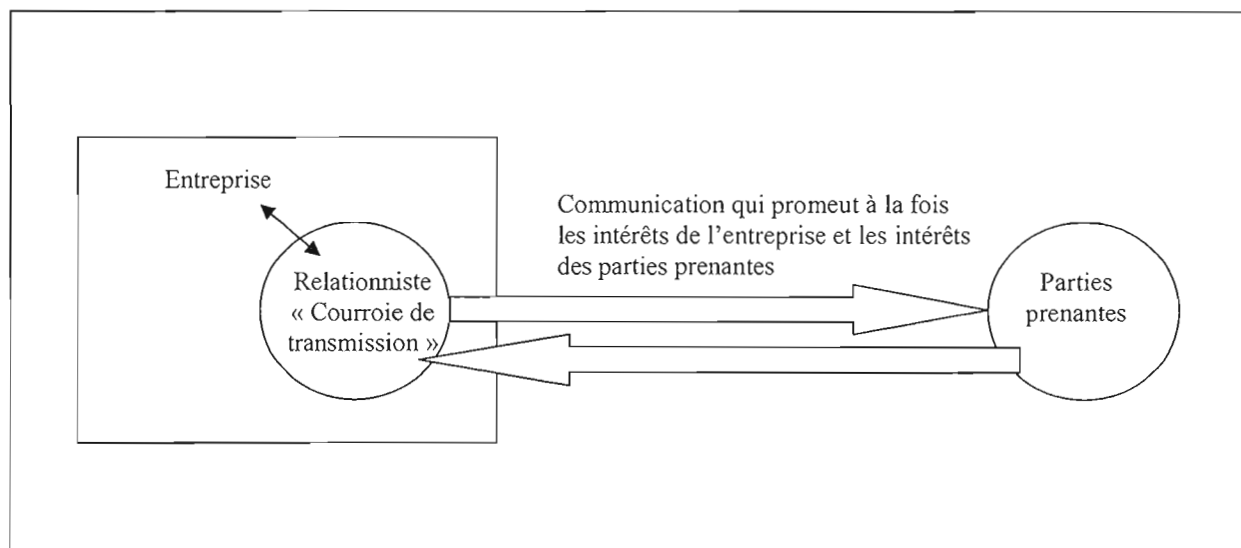 Entreprise
Communication qui promeut à la fois
les intérêts de l'entreprise et les intérêts
des parties prenantes
Relationniste
« Courroie de
transmission »
Parties
prenantes